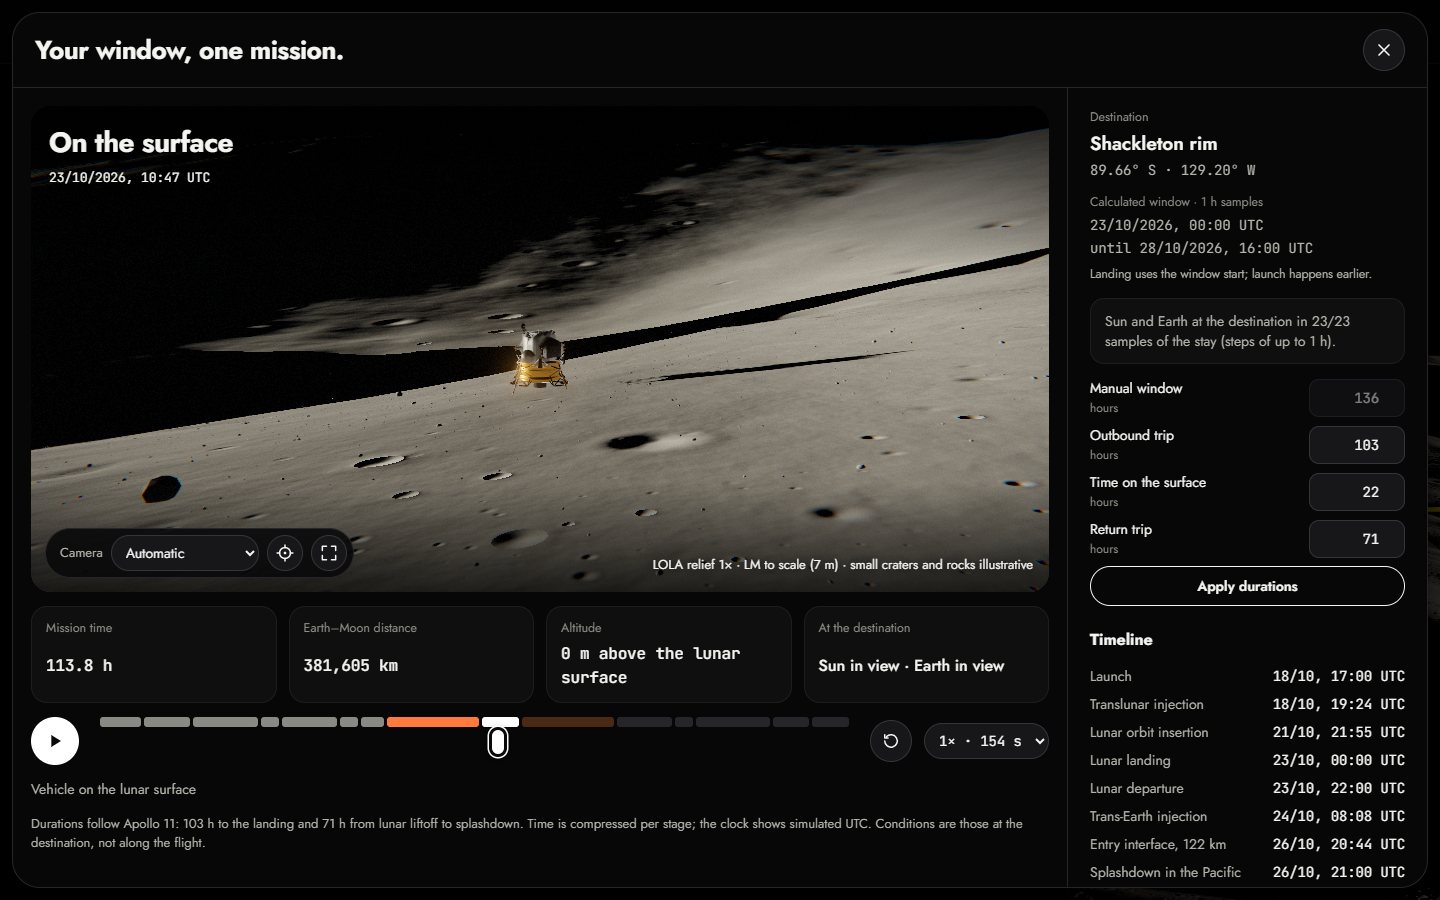 Your window, one mission.
On the surface
23/10/2026, 10:47 UTC
Camera
Automatic
LOLA relief 1× · LM to scale (7 m) · small craters and rocks illustrative
Mission time
113.8 h
Earth–Moon distance
381,605 km
Altitude
0 m above the lunar
surface
At the destination
Sun in view · Earth in view
1× · 154 s
Vehicle on the lunar surface
Durations follow Apollo 11: 103 h to the landing and 71 h from lunar liftoff to splashdown. Time is compressed per stage; the clock shows simulated UTC. Conditions are those at the
destination, not along the flight.
Destination
Shackleton rim
89.66° S · 129.20° W
Calculated window · 1 h samples
23/10/2026, 00:00 UTC
until 28/10/2026, 16:00 UTC
Landing uses the window start; launch happens earlier.
Sun and Earth at the destination in 23/23
samples of the stay (steps of up to 1 h).
Manual window
hours
136
Outbound trip
hours
103
Time on the surface
hours
22
Return trip
hours
71
Apply durations
Timeline
Launch 18/10, 17:00 UTC
Translunar injection 18/10, 19:24 UTC
Lunar orbit insertion 21/10, 21:55 UTC
Lunar landing 23/10, 00:00 UTC
Lunar departure 23/10, 22:00 UTC
Trans-Earth injection 24/10, 08:08 UTC
Entry interface, 122 km 26/10, 20:44 UTC
Splashdown in the Pacific 26/10, 21:00 UTC